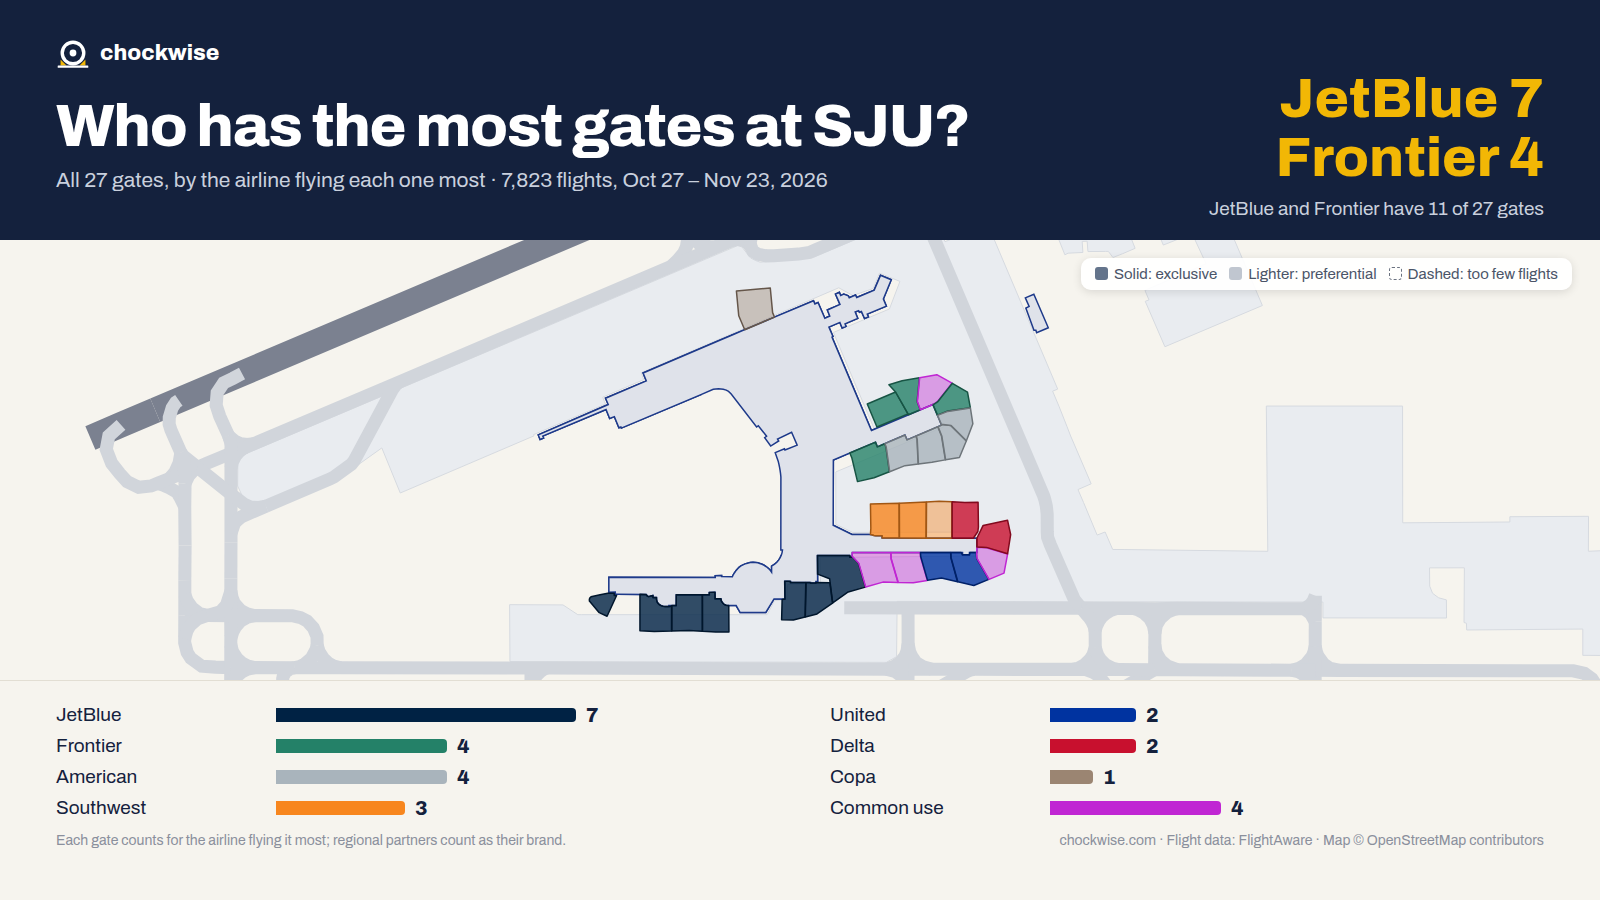 chockwise
Who has the most gates at SJU?
All 27 gates, by the airline flying each one most · 7,823 flights, Oct 27 – Nov 23, 2026
JetBlue 7
Frontier 4
JetBlue and Frontier have 11 of 27 gates
Solid: exclusive
Lighter: preferential
Dashed: too few flights
JetBlue 7
Frontier 4
American 4
Southwest 3
United 2
Delta 2
Copa 1
Common use 4
Each gate counts for the airline flying it most; regional partners count as their brand.
chockwise.com · Flight data: FlightAware · Map © OpenStreetMap contributors